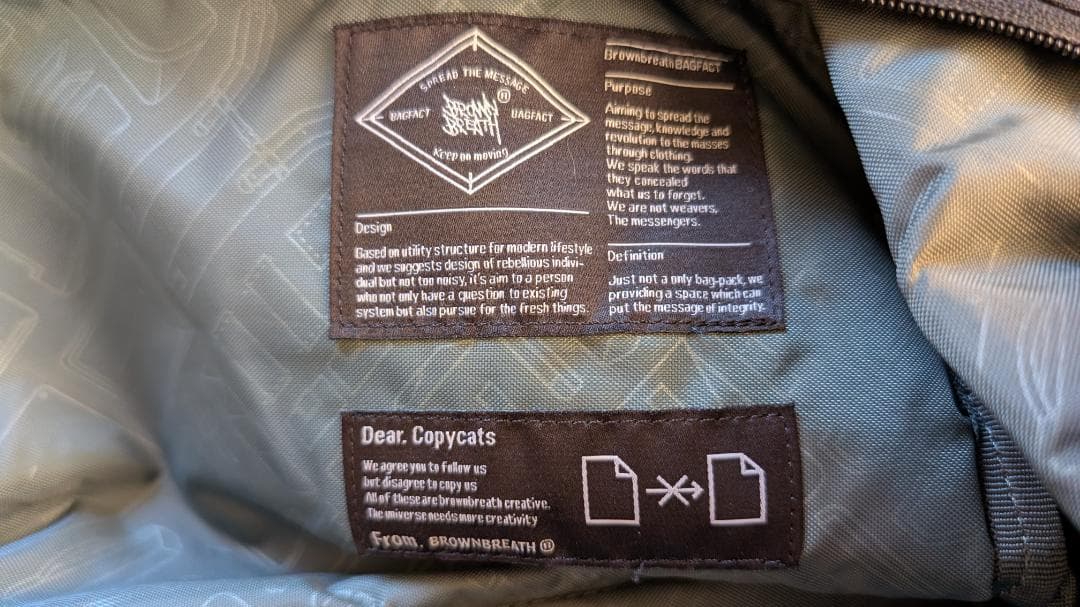 SPREAD THE MESSAGE
BAGFACT
BROWN
BREATH
BAGFACT
Keep on moving
Design
Based on utility structure for modern lifestyle
and we suggests design of rebellious indivi-
dual but not too noisy, it's aim to a person
who not only have a question to existing
system but also pursue for the fresh things.
Brownbreath BAGFACT
Purpose
Aiming to spread the
message, knowledge and
revolution to the masses
through clothing.
We speak the words that
they concealed
what us to forget.
We are not weavers,
The messengers.
Definition
Just not a only bag-pack, we
providing a space which can
put the message of integrity.
Dear. Copycats
We agree you to follow us
but disagree to copy us
All of these are brownbreath creative.
The universe needs more creativity
From. BROWNBREATH